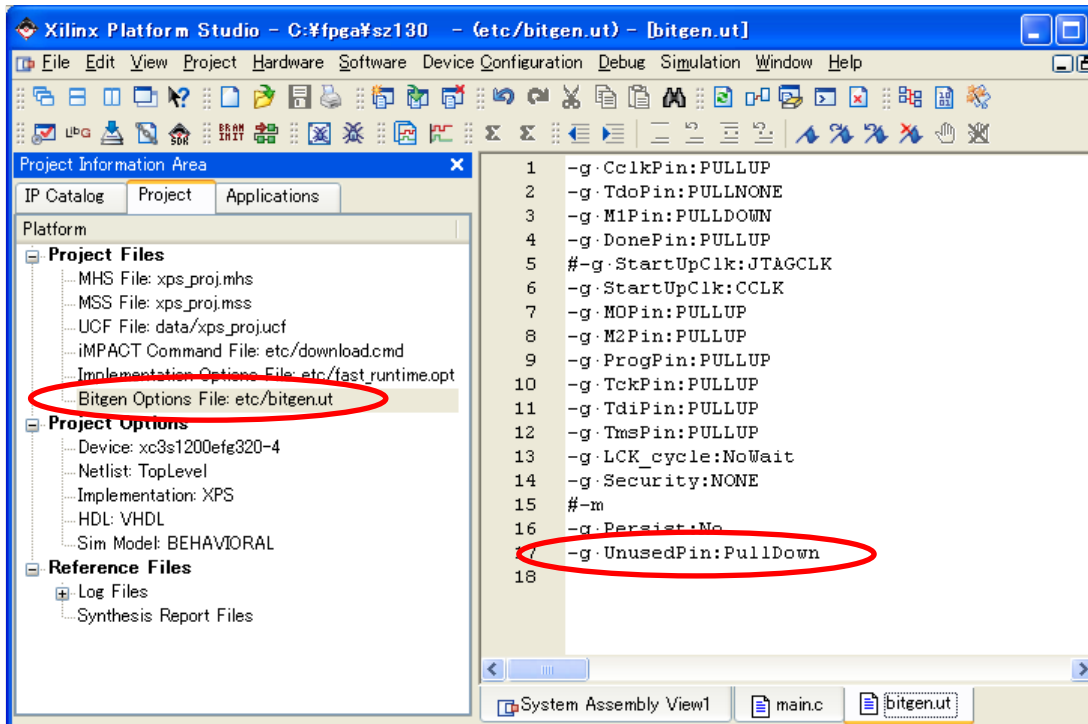 Xilinx Platform Studio - C:¥fpga¥sz130 - (etc/bitgen.ut) - [bitgen.ut]
File Edit View Project Hardware Software Device Configuration Debug Simulation Window Help
Project Information Area
IP Catalog Project Applications
Platform
Project Files
MHS File: xps_proj.mhs
MSS File: xps_proj.mss
UCF File: data/xps_proj.ucf
iMPACT Command File: etc/download.cmd
Implementation Options File: etc/fast_runtime.opt
Bitgen Options File: etc/bitgen.ut
Project Options
Device: xc3s1200efg320-4
Netlist: TopLevel
Implementation: XPS
HDL: VHDL
Sim Model: BEHAVIORAL
Reference Files
Log Files
Synthesis Report Files
1 -g·CclkPin:PULLUP
2 -g·TdoPin:PULLNONE
3 -g·M1Pin:PULLDOWN
4 -g·DonePin:PULLUP
5 #-g·StartUpClk:JTAGCLK
6 -g·StartUpClk:CCLK
7 -g·M0Pin:PULLUP
8 -g·M2Pin:PULLUP
9 -g·ProgPin:PULLUP
10 -g·TckPin:PULLUP
11 -g·TdiPin:PULLUP
12 -g·TmsPin:PULLUP
13 -g·LCK_cycle:NoWait
14 -g·Security:NONE
15 #-m
16 -g·Persist:No
17 -g·UnusedPin:PullDown
18
System Assembly View1 main.c bitgen.ut